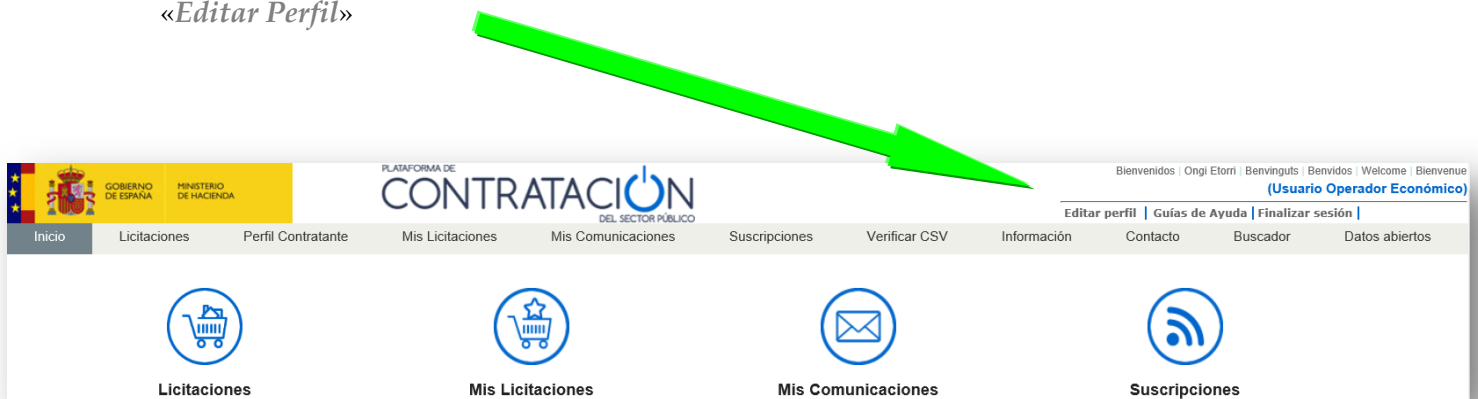 «Editar Perfil»
GOBIERNO
DE ESPAÑA
MINISTERIO
DE HACIENDA
PLATAFORMA DE
CONTRATACIÓN
DEL SECTOR PÚBLICO
Bienvenidos | Ongi Etorri | Benvinguts | Benvidos | Welcome | Bienvenue
(Usuario Operador Económico)
Editar perfil | Guías de Ayuda | Finalizar sesión |
Inicio Licitaciones Perfil Contratante Mis Licitaciones Mis Comunicaciones Suscripciones Verificar CSV Información Contacto Buscador Datos abiertos
Licitaciones Mis Licitaciones Mis Comunicaciones Suscripciones